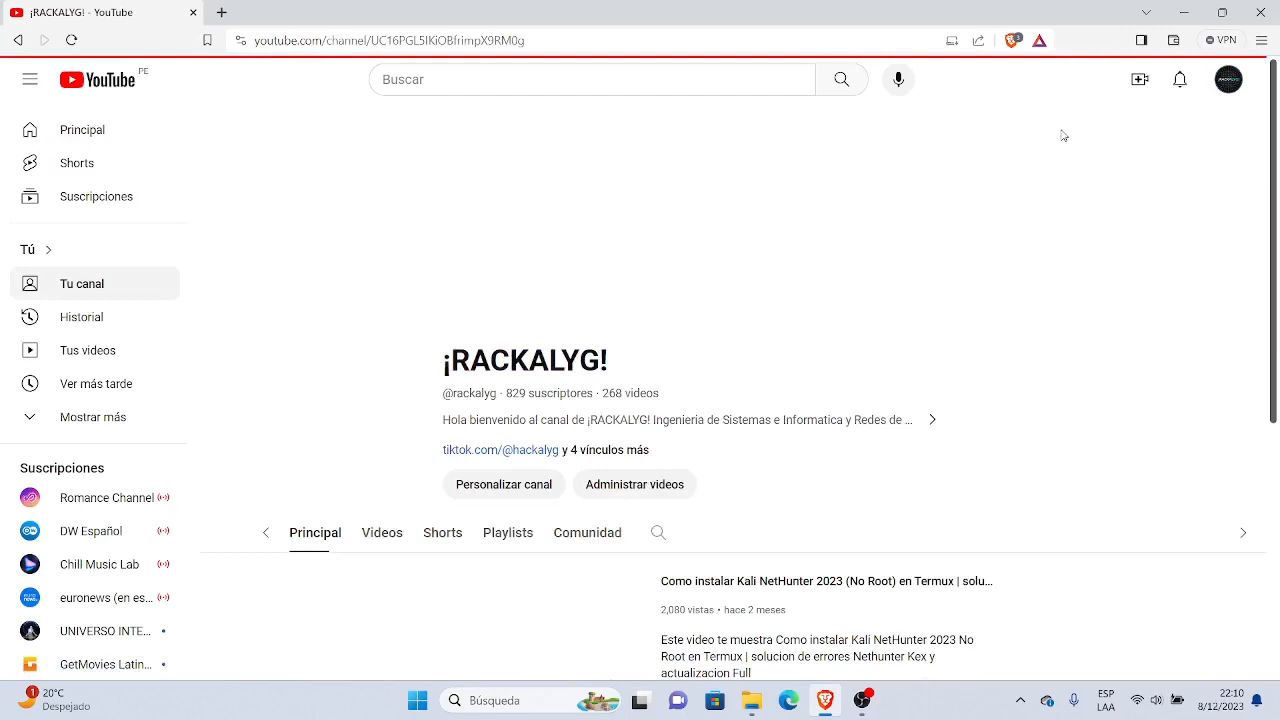 ¡RACKALYG! - YouTube
youtube.com/channel/UC16PGL5IKiOBfrimpX9RM0g
3
VPN
YouTube PE
Buscar
Principal
Shorts
Suscripciones
Tú
Tu canal
Historial
Tus videos
Ver más tarde
Mostrar más
Suscripciones
Romance Channel
DW Español
Chill Music Lab
euronews (en es...
UNIVERSO INTE...
GetMovies Latin...
¡RACKALYG!
@rackalyg · 829 suscriptores · 268 videos
Hola bienvenido al canal de ¡RACKALYG! Ingenieria de Sistemas e Informatica y Redes de ...
tiktok.com/@hackalyg y 4 vínculos más
Personalizar canal
Administrar videos
Principal
Videos
Shorts
Playlists
Comunidad
Como instalar Kali NetHunter 2023 (No Root) en Termux | solu...
2,080 vistas • hace 2 meses
Este video te muestra Como instalar Kali NetHunter 2023 No
Root en Termux | solucion de errores Nethunter Kex y
actualizacion Full
1
20°C
Despejado
Búsqueda
ESP
LAA
22:10
8/12/2023